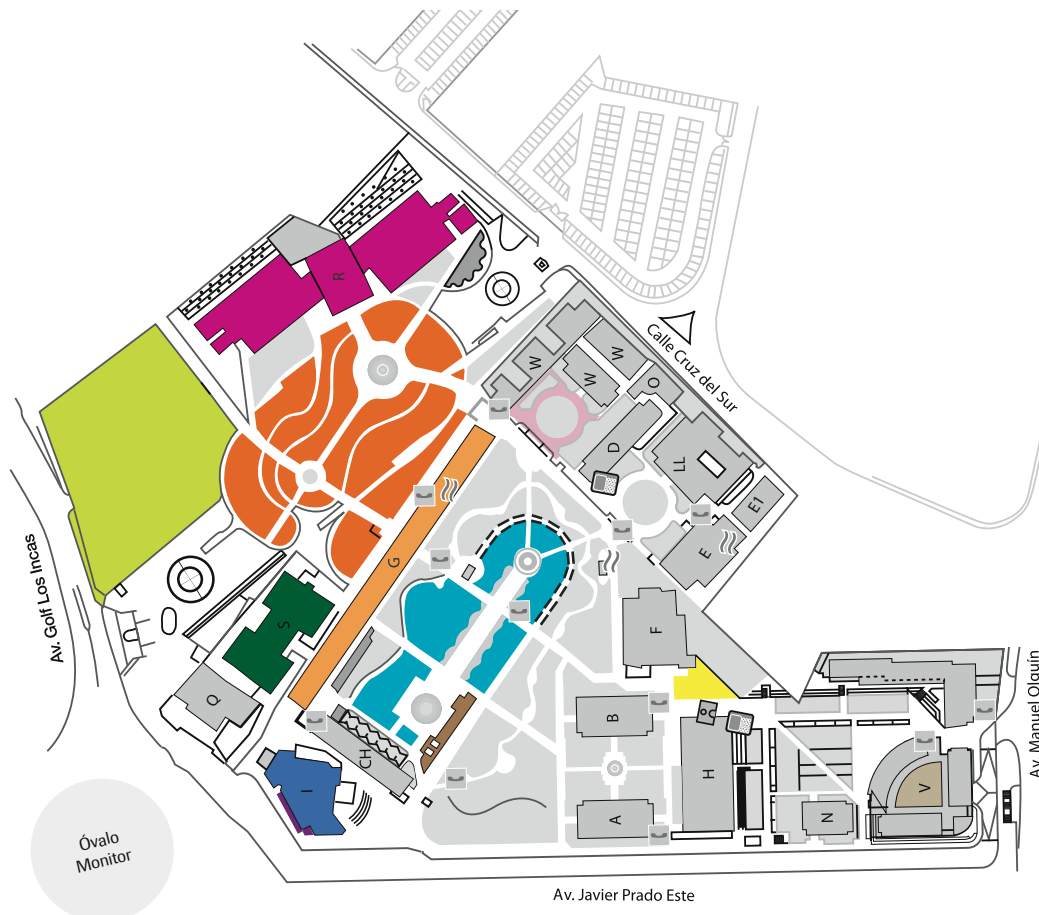 R
Calle Cruz del Sur
W
W
W
O
D
LL
E1
E
G
Av. Golf Los Incas
S
F
Q
B
CH
H
I
A
N
V
Av. Manuel Olguín
Óvalo
Monitor
Av. Javier Prado Este